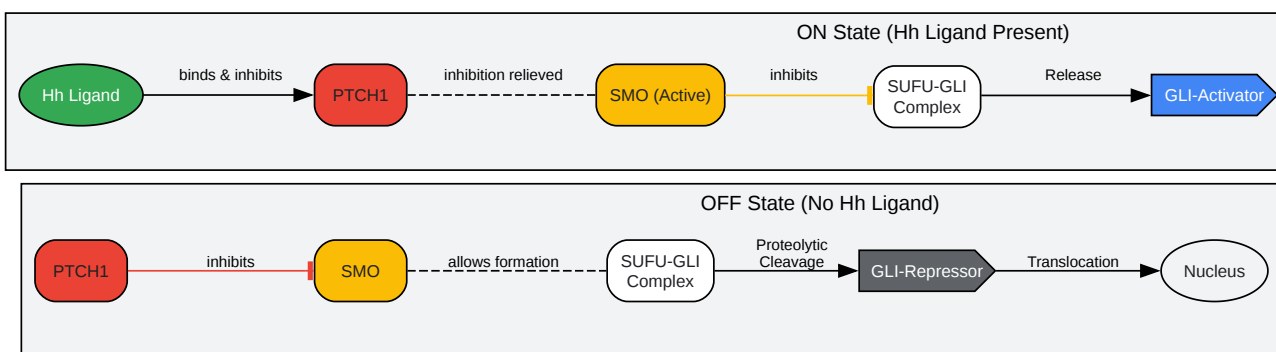 ON State (Hh Ligand Present)
Hh Ligand
binds & inhibits
PTCH1
inhibition relieved
SMO (Active)
inhibits
SUFU-GLI
Complex
Release
GLI-Activator
OFF State (No Hh Ligand)
PTCH1
inhibits
SMO
allows formation
SUFU-GLI
Complex
Proteolytic
Cleavage
GLI-Repressor
Translocation
Nucleus